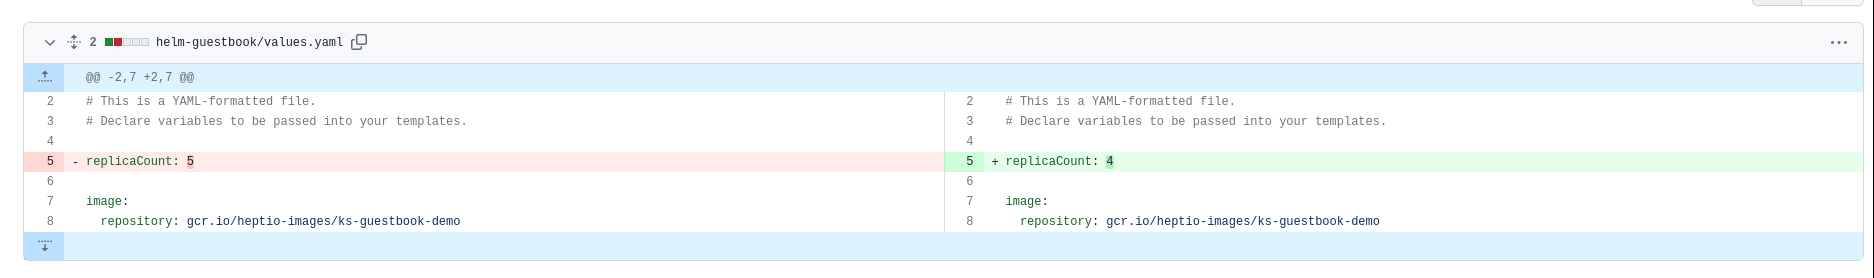 2 helm-guestbook/values.yaml
@@ -2,7 +2,7 @@
2 # This is a YAML-formatted file.
3 # Declare variables to be passed into your templates.
4
5 - replicaCount: 5
6
7 image:
8 repository: gcr.io/heptio-images/ks-guestbook-demo
2 # This is a YAML-formatted file.
3 # Declare variables to be passed into your templates.
4
5 + replicaCount: 4
6
7 image:
8 repository: gcr.io/heptio-images/ks-guestbook-demo